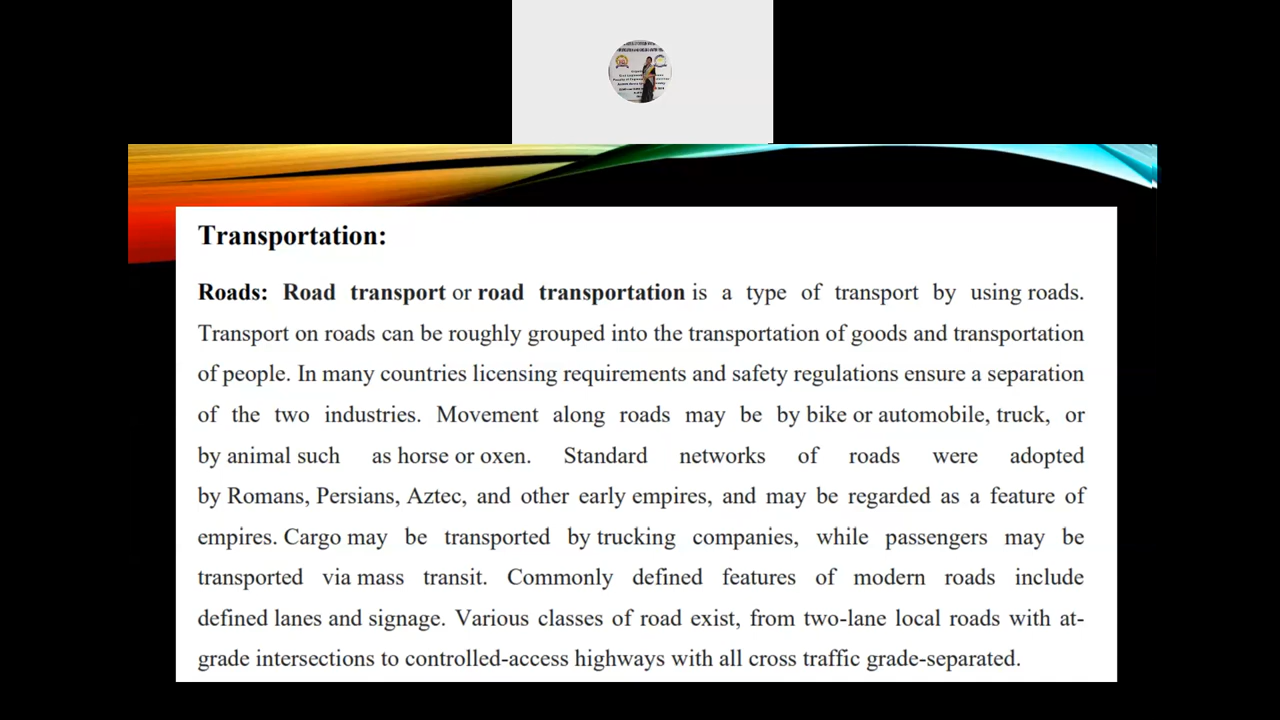 Transportation:
Roads: Road transport or road transportation is a type of transport by using roads.
Transport on roads can be roughly grouped into the transportation of goods and transportation
of people. In many countries licensing requirements and safety regulations ensure a separation
of the two industries. Movement along roads may be by bike or automobile, truck, or
by animal such as horse or oxen. Standard networks of roads were adopted
by Romans, Persians, Aztec, and other early empires, and may be regarded as a feature of
empires. Cargo may be transported by trucking companies, while passengers may be
transported via mass transit. Commonly defined features of modern roads include
defined lanes and signage. Various classes of road exist, from two-lane local roads with at-
grade intersections to controlled-access highways with all cross traffic grade-separated.